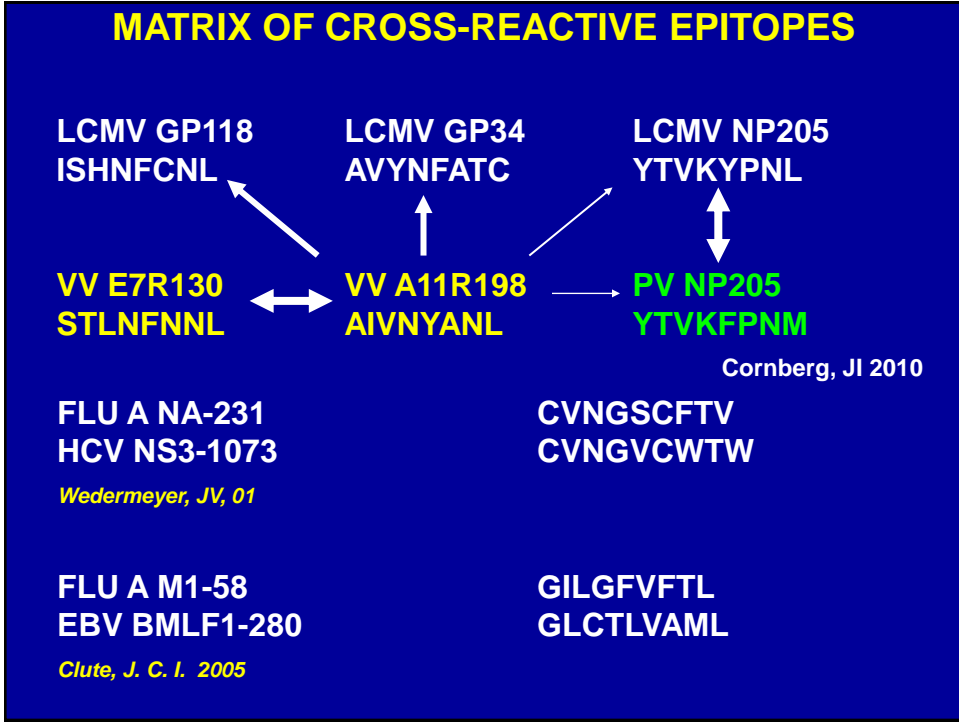 MATRIX OF CROSS-REACTIVE EPITOPES
LCMV GP118 LCMV GP34 LCMV NP205
ISHNFCNL AVYNFATC YTVKYPNL
VV E7R130 VV A11R198 PV NP205
STLNFNNL AIVNYANL YTVKFPNM
Cornberg, JI 2010
FLU A NA-231 CVNGSCFTV
HCV NS3-1073 CVNGVCWTW
Wedermeyer, JV, 01
FLU A M1-58 GILGFVFTL
EBV BMLF1-280 GLCTLVAML
Clute, J. C. I. 2005